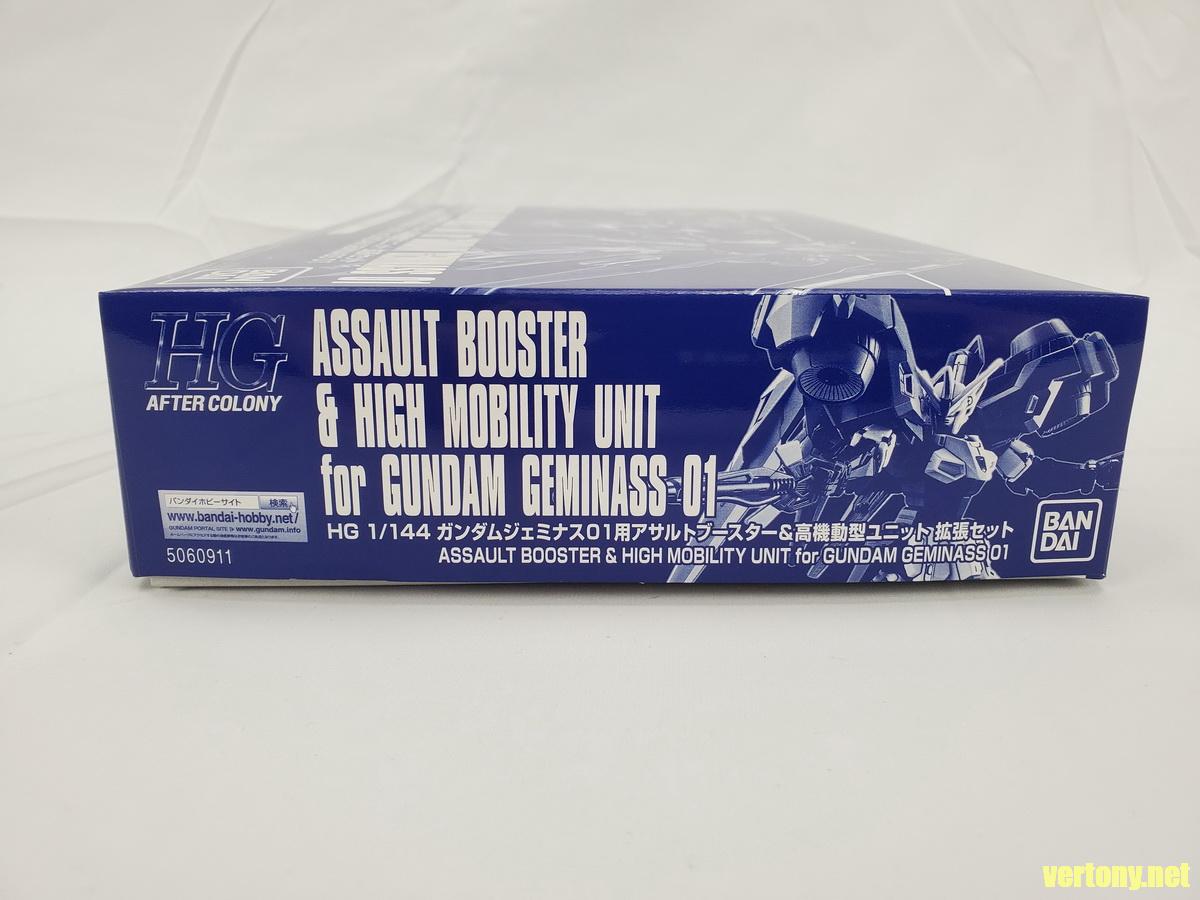 HG
AFTER COLONY
ASSAULT BOOSTER
& HIGH MOBILITY UNIT
for GUNDAM GEMINASS 01
HG 1/144 ガンダムジェミナス01用アサルトブースター&高機動型ユニット 拡張セット
ASSAULT BOOSTER & HIGH MOBILITY UNIT for GUNDAM GEMINASS 01
バンダイホビーサイト 検索
www.bandai-hobby.net/
GUNDAM PORTAL SITE www.gundam.info
5060911
BAN
DAI
vertony.net